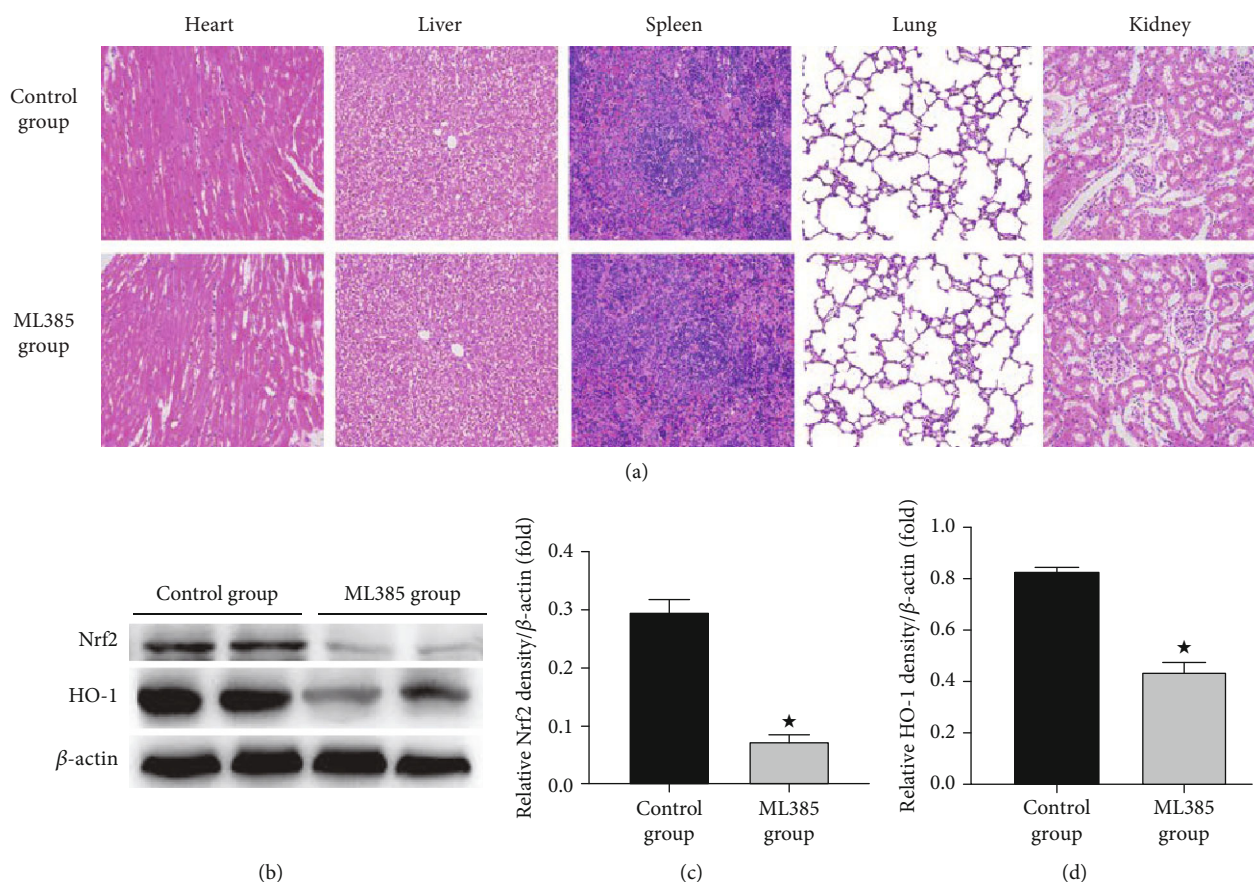 Heart
Liver
Spleen
Lung
Kidney
Control
group
ML385
group
(a)
Control group
ML385 group
Nrf2
HO-1
β-actin
(b)
Relative Nrf2 density/β-actin (fold)
0.4
0.3
0.2
0.1
0.0
★
Control
group
ML385
group
(c)
Relative HO-1 density/β-actin (fold)
1.0
0.8
0.6
0.4
0.2
0.0
★
Control
group
ML385
group
(d)